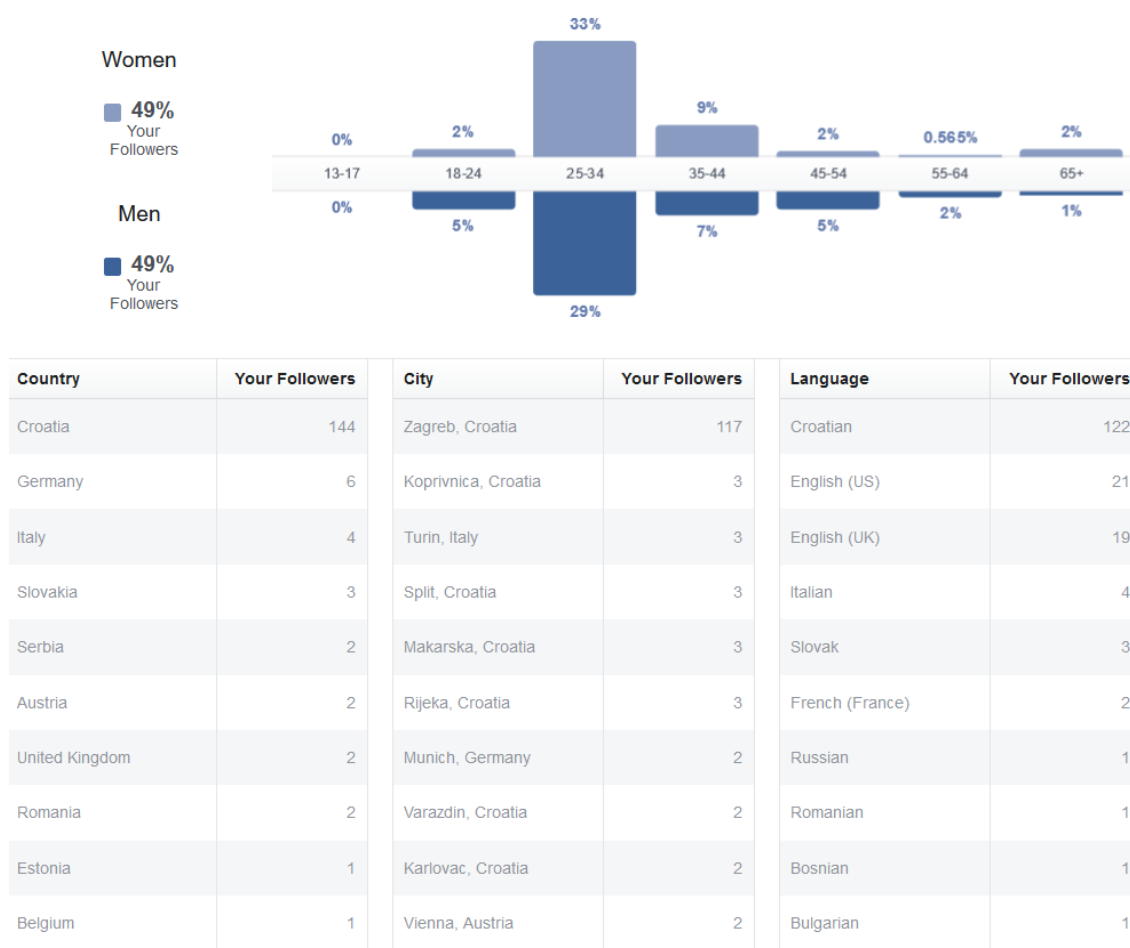 33%
Women
49%
Your
Followers
0%
2%
9%
2%
0.565%
2%
13-17
18-24
25-34
35-44
45-54
55-64
65+
Men
49%
Your
Followers
0%
5%
29%
7%
5%
2%
1%
Country Your Followers City Your Followers Language Your Followers
Croatia 144 Zagreb, Croatia 117 Croatian 122
Germany 6 Koprivnica, Croatia 3 English (US) 21
Italy 4 Turin, Italy 3 English (UK) 19
Slovakia 3 Split, Croatia 3 Italian 4
Serbia 2 Makarska, Croatia 3 Slovak 3
Austria 2 Rijeka, Croatia 3 French (France) 2
United Kingdom 2 Munich, Germany 2 Russian 1
Romania 2 Varazdin, Croatia 2 Romanian 1
Estonia 1 Karlovac, Croatia 2 Bosnian 1
Belgium 1 Vienna, Austria 2 Bulgarian 1